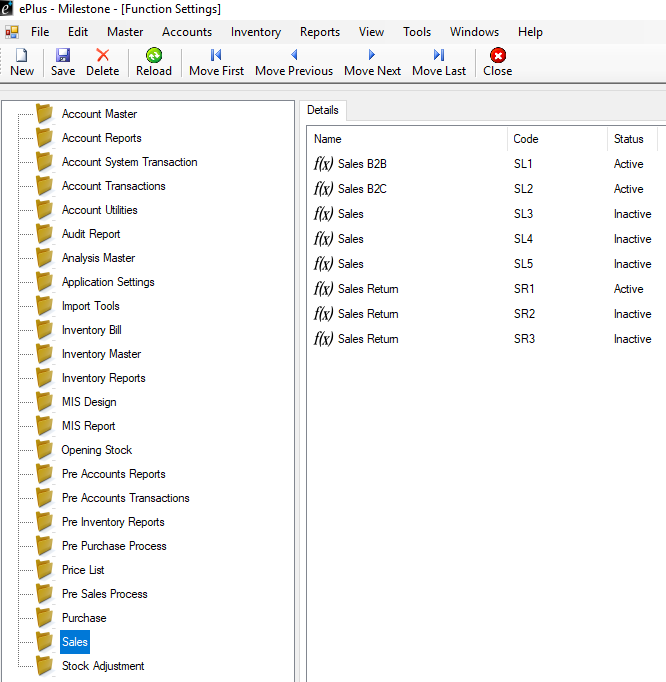 ePlus - Milestone - [Function Settings]
File Edit Master Accounts Inventory Reports View Tools Windows Help
New Save Delete Reload Move First Move Previous Move Next Move Last Close
Account Master
Account Reports
Account System Transaction
Account Transactions
Account Utilities
Audit Report
Analysis Master
Application Settings
Import Tools
Inventory Bill
Inventory Master
Inventory Reports
MIS Design
MIS Report
Opening Stock
Pre Accounts Reports
Pre Accounts Transactions
Pre Inventory Reports
Pre Purchase Process
Price List
Pre Sales Process
Purchase
Sales
Stock Adjustment
Details
Name Code Status
f(x) Sales B2B SL1 Active
f(x) Sales B2C SL2 Active
f(x) Sales SL3 Inactive
f(x) Sales SL4 Inactive
f(x) Sales SL5 Inactive
f(x) Sales Return SR1 Active
f(x) Sales Return SR2 Inactive
f(x) Sales Return SR3 Inactive